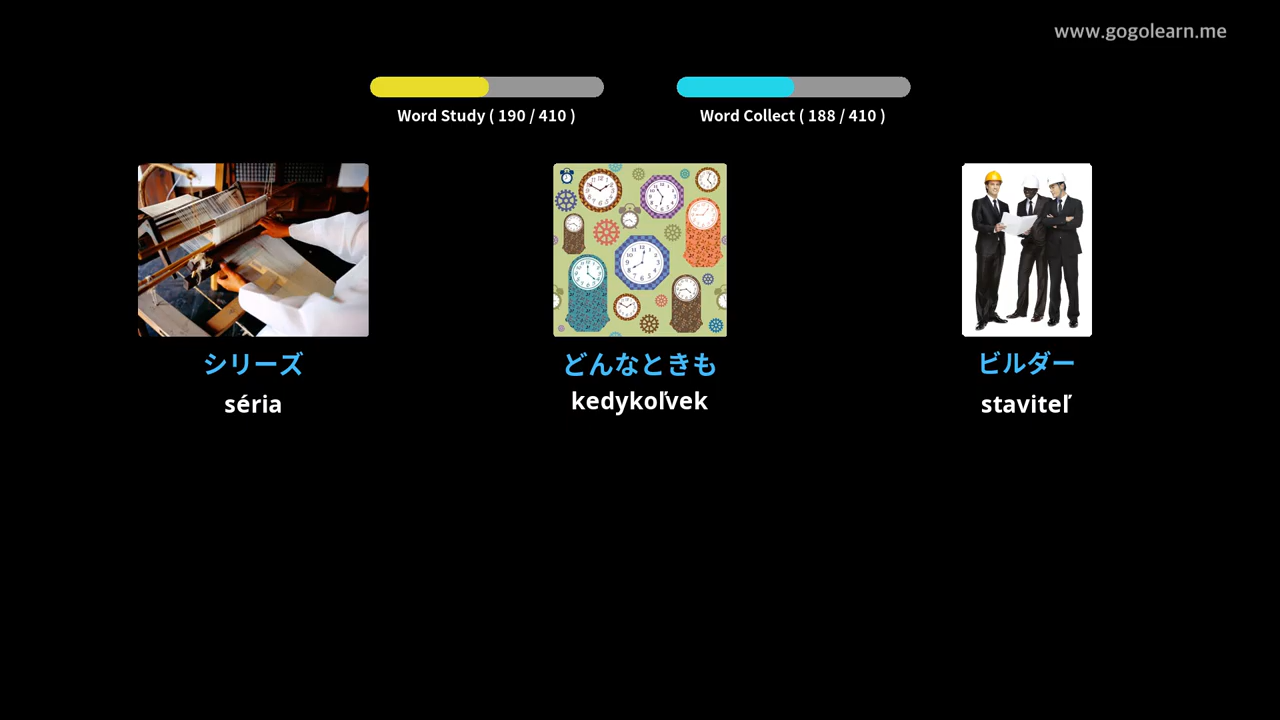 www.gogolearn.me
Word Study ( 190 / 410 )
Word Collect ( 188 / 410 )
シリーズ
séria
どんなときも
kedykoľvek
ビルダー
staviteľ